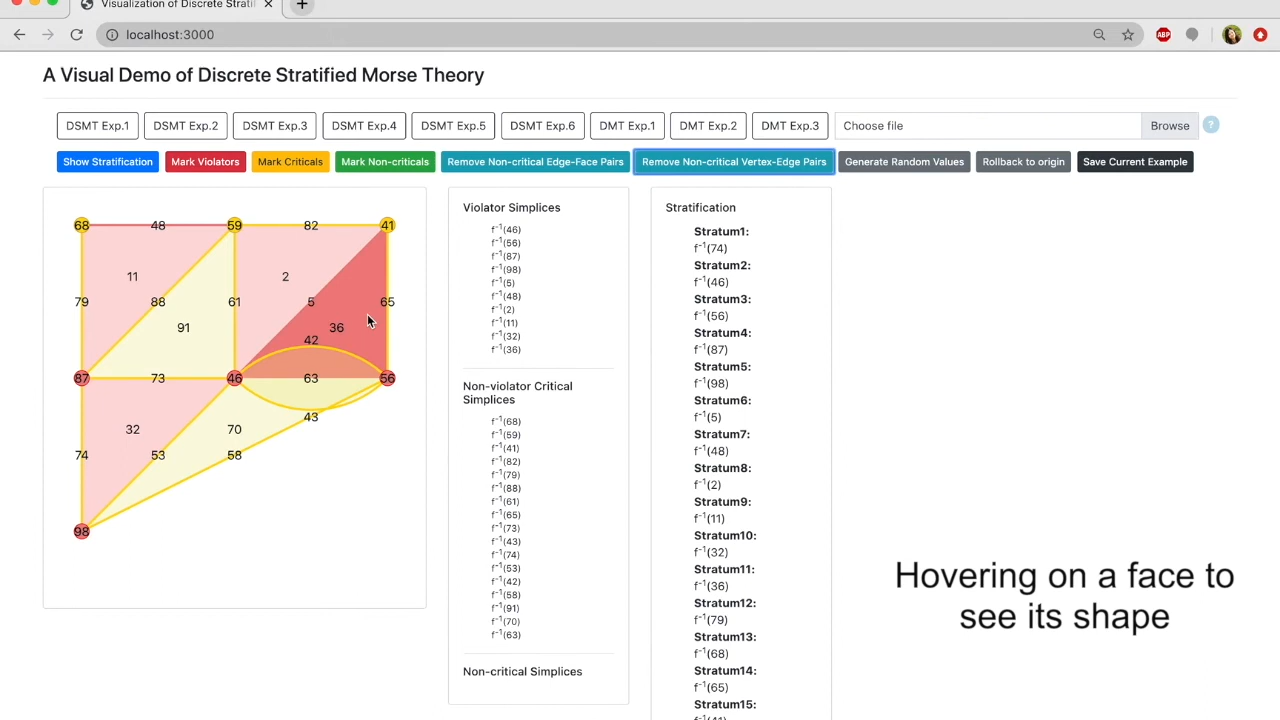 Visualization of Discrete Stratif
localhost:3000
ABP
A Visual Demo of Discrete Stratified Morse Theory
DSMT Exp.1 DSMT Exp.2 DSMT Exp.3 DSMT Exp.4 DSMT Exp.5 DSMT Exp.6 DMT Exp.1 DMT Exp.2 DMT Exp.3 Choose file Browse ?
Show Stratification Mark Violators Mark Criticals Mark Non-criticals Remove Non-critical Edge-Face Pairs Remove Non-critical Vertex-Edge Pairs Generate Random Values Rollback to origin Save Current Example
68 48 59 82 41
11 2
79 88 61 5 65
91 36
42
87 73 46 63 56
43
32 70
74 53 58
98
Violator Simplices
f⁻¹(46)
f⁻¹(56)
f⁻¹(87)
f⁻¹(98)
f⁻¹(5)
f⁻¹(48)
f⁻¹(2)
f⁻¹(11)
f⁻¹(32)
f⁻¹(36)
Non-violator Critical
Simplices
f⁻¹(68)
f⁻¹(59)
f⁻¹(41)
f⁻¹(82)
f⁻¹(79)
f⁻¹(88)
f⁻¹(61)
f⁻¹(65)
f⁻¹(73)
f⁻¹(43)
f⁻¹(74)
f⁻¹(53)
f⁻¹(42)
f⁻¹(58)
f⁻¹(91)
f⁻¹(70)
f⁻¹(63)
Non-critical Simplices
Stratification
Stratum1:
f⁻¹(74)
Stratum2:
f⁻¹(46)
Stratum3:
f⁻¹(56)
Stratum4:
f⁻¹(87)
Stratum5:
f⁻¹(98)
Stratum6:
f⁻¹(5)
Stratum7:
f⁻¹(48)
Stratum8:
f⁻¹(2)
Stratum9:
f⁻¹(11)
Stratum10:
f⁻¹(32)
Stratum11:
f⁻¹(36)
Stratum12:
f⁻¹(79)
Stratum13:
f⁻¹(68)
Stratum14:
f⁻¹(65)
Stratum15:
f⁻¹(41)
Hovering on a face to
see its shape